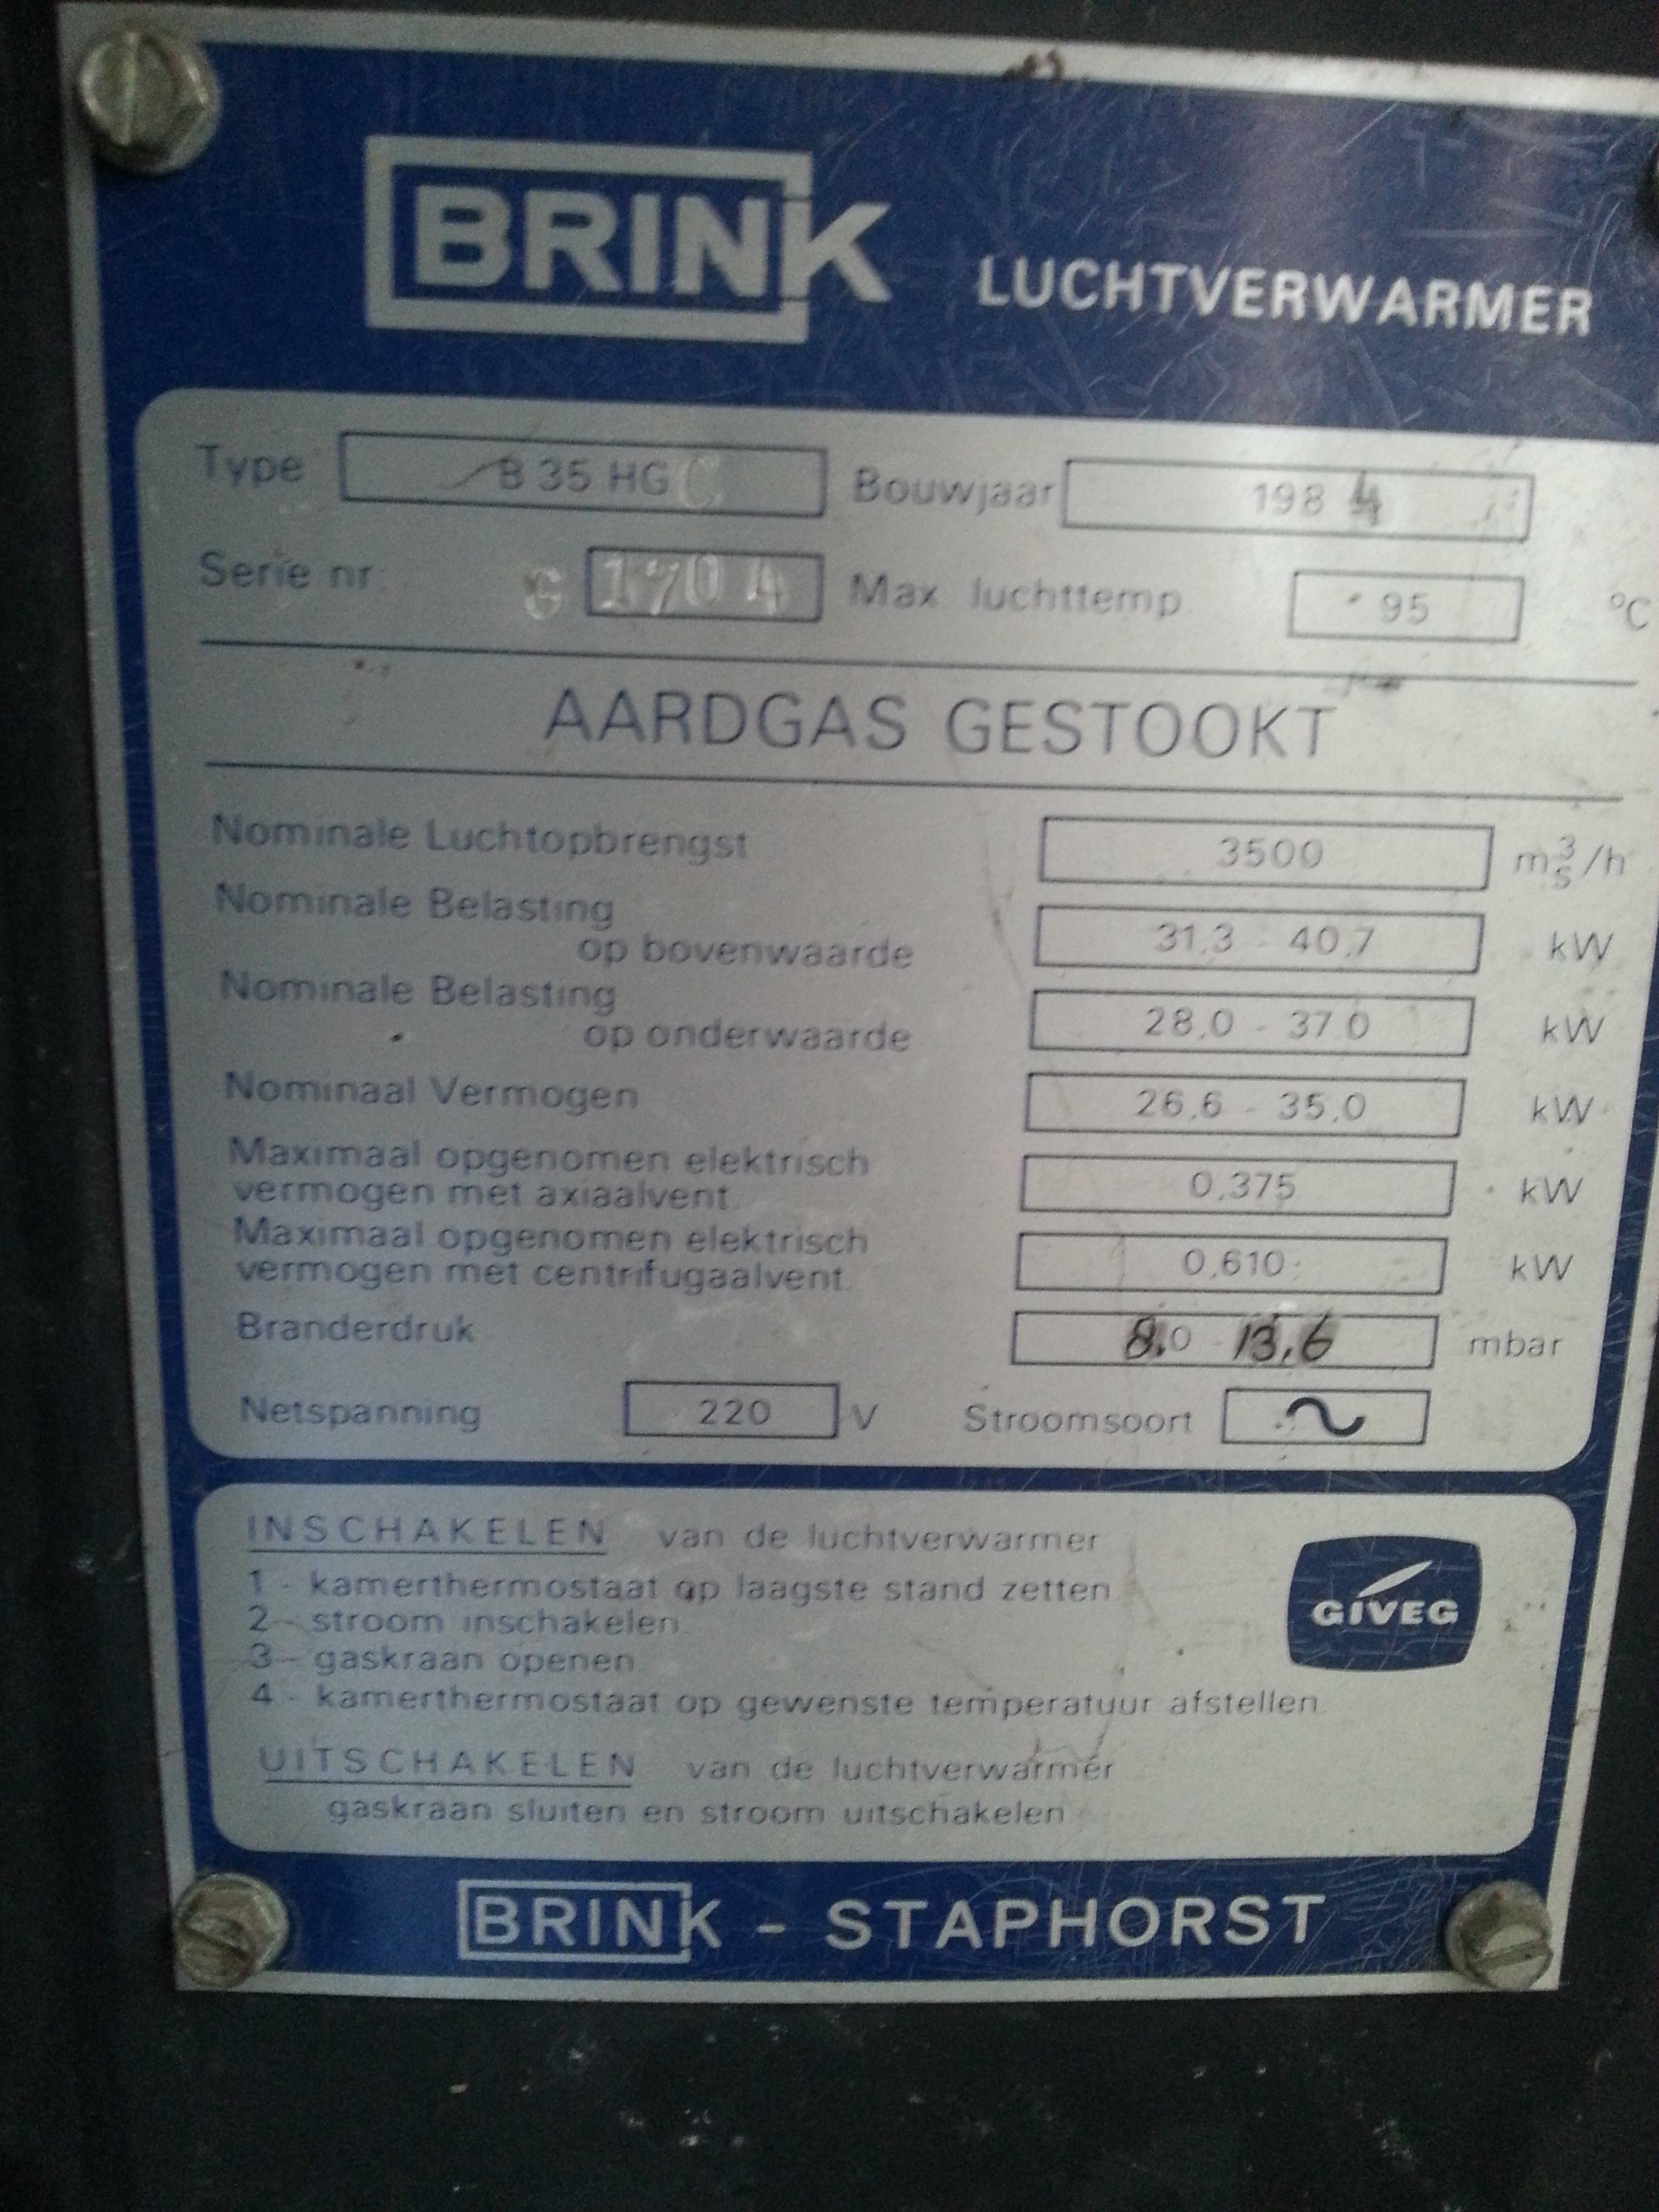 BRINK LUCHTVERWARMER
Type B 35 HG C Bouwjaar 1984
Serie nr. G 1704 Max luchttemp. 95 °C
AARDGAS GESTOOKT
Nominale Luchtopbrengst 3500 m³s/h
Nominale Belasting
op bovenwaarde 31,3 - 40,7 kW
Nominale Belasting
op onderwaarde 28,0 - 37,0 kW
Nominaal Vermogen 26,6 - 35,0 kW
Maximaal opgenomen elektrisch
vermogen met axiaalvent. 0,375 kW
Maximaal opgenomen elektrisch
vermogen met centrifugaalvent. 0,610 kW
Branderdruk 8,0 - 13,6 mbar
Netspanning 220 V Stroomsoort ~
INSCHAKELEN van de luchtverwarmer
1 - kamerthermostaat op laagste stand zetten
2 - stroom inschakelen
3 - gaskraan openen
4 - kamerthermostaat op gewenste temperatuur afstellen.
GIVEG
UITSCHAKELEN van de luchtverwarmer
gaskraan sluiten en stroom uitschakelen
BRINK - STAPHORST